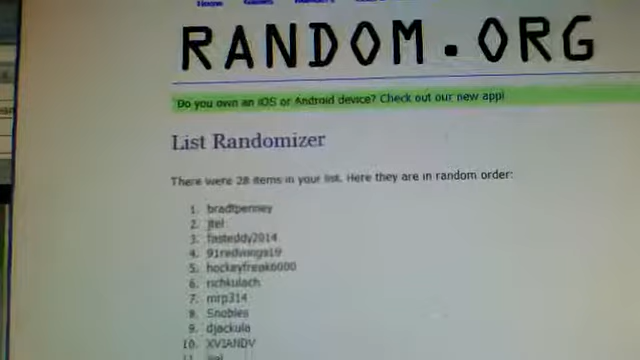 RANDOM.ORG
Do you own an iOS or Android device? Check out our new app!
List Randomizer
There were 28 items in your list. Here they are in random order:
1. bradtpenney
2. jtel
3. fasteddy2014
4. 91redwings19
5. hockeyfreak6000
6. richkulach
7. mrp314
8. Snobles
9. djackula
10. XVIANDV